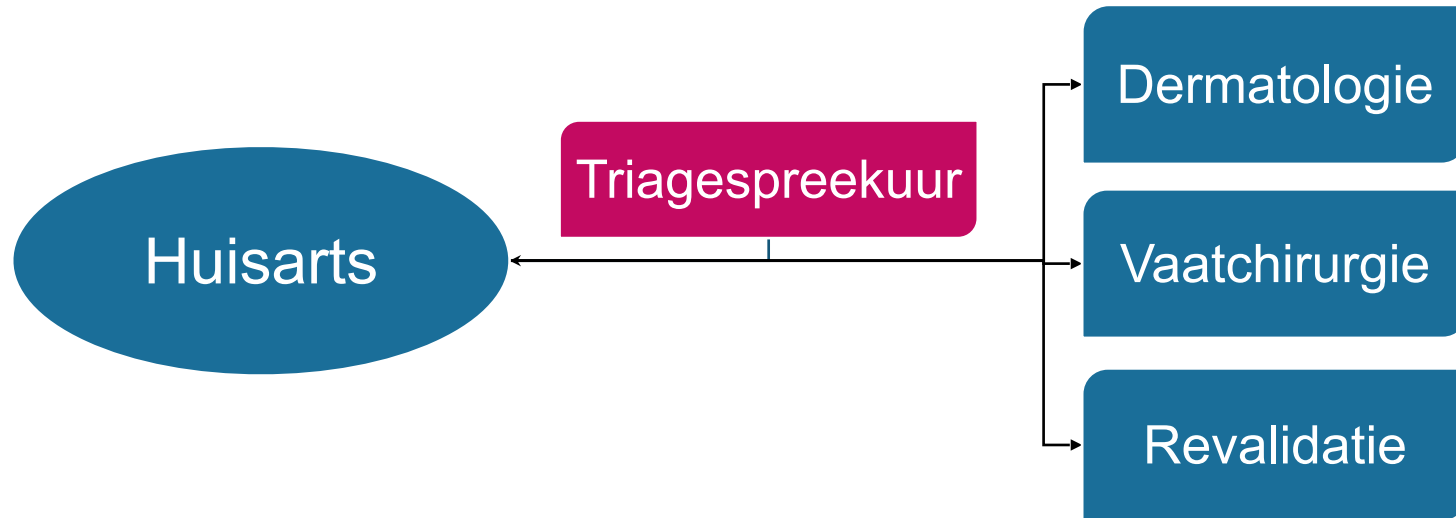 Dermatologie
Triagespreekuur
Huisarts
Vaatchirurgie
Revalidatie